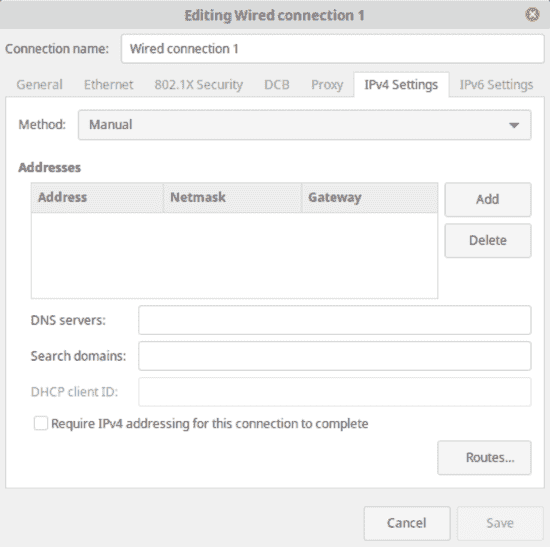 Editing Wired connection 1
Connection name: Wired connection 1
General Ethernet 802.1X Security DCB Proxy IPv4 Settings IPv6 Settings
Method: Manual
Addresses
Address Netmask Gateway Add
Delete
DNS servers:
Search domains:
DHCP client ID:
Require IPv4 addressing for this connection to complete
Routes...
Cancel Save